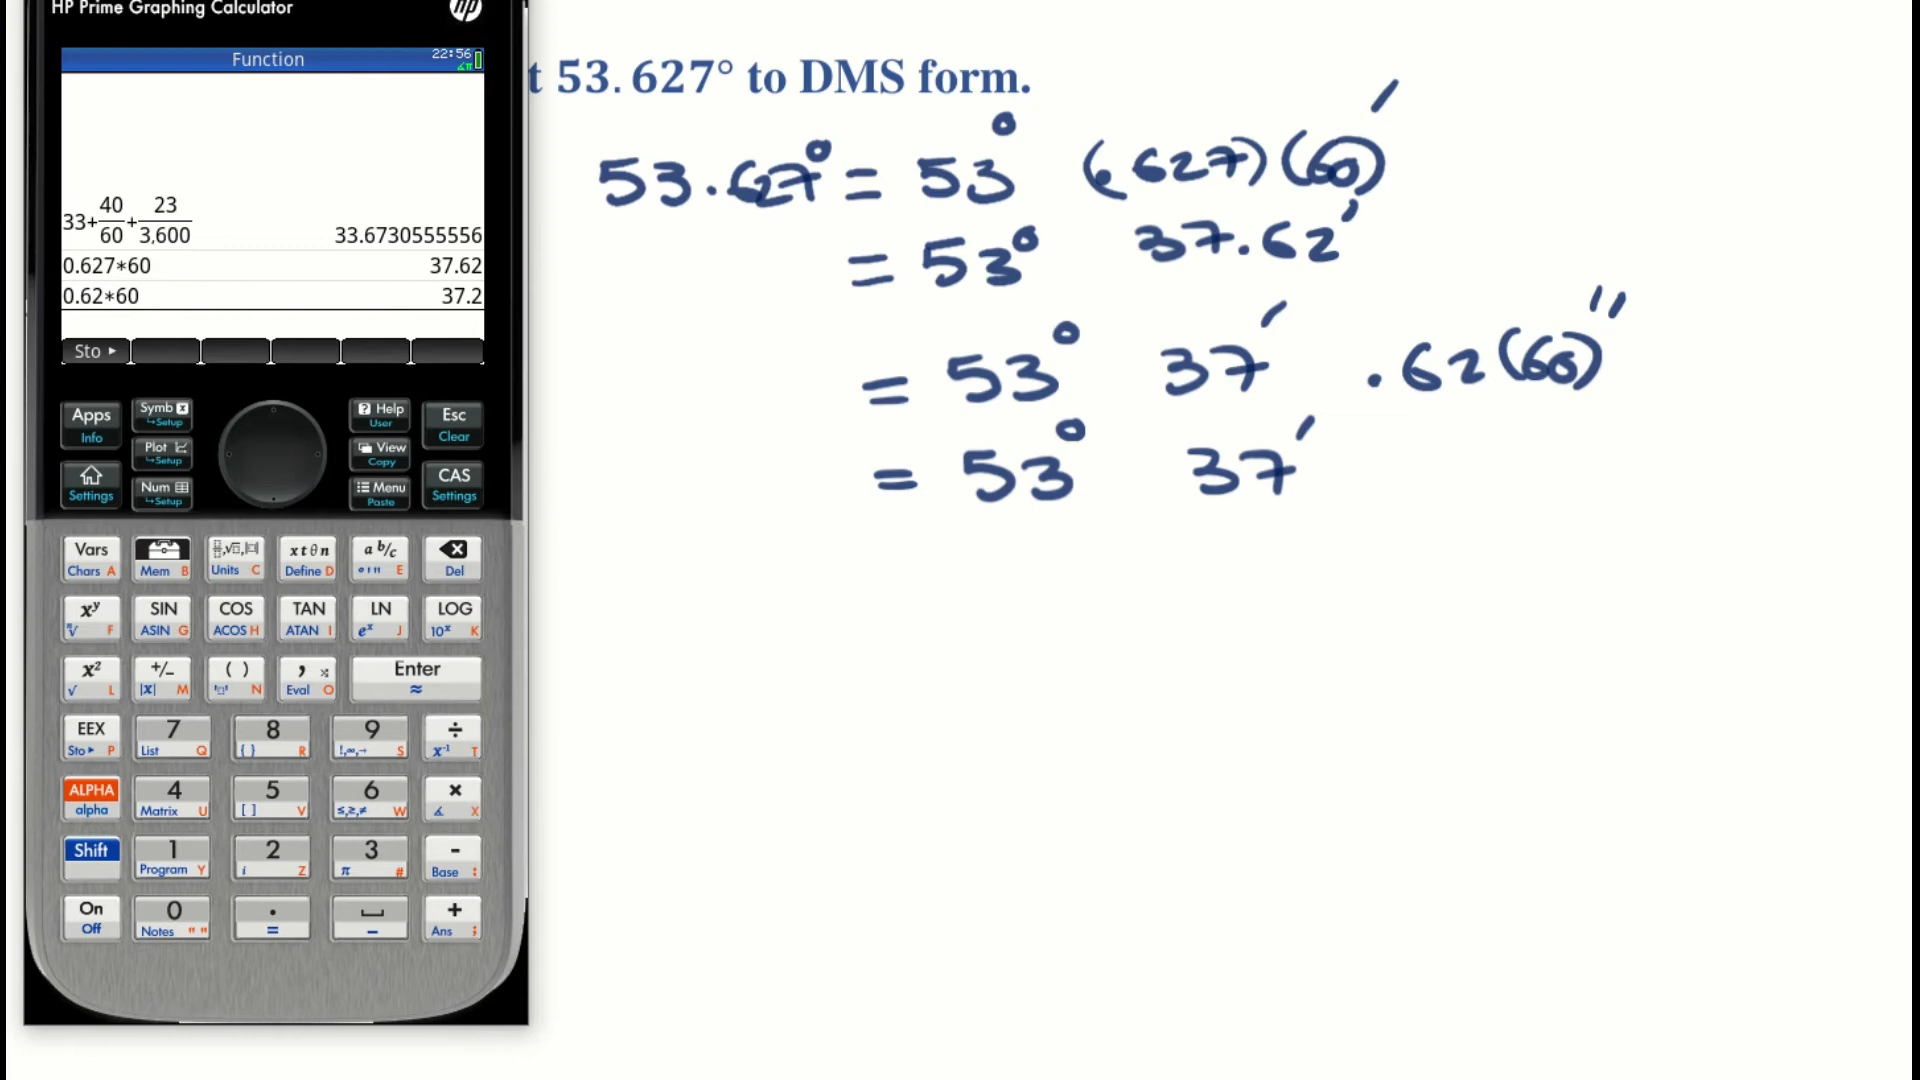 HP Prime Graphing Calculator hp
Function 22:56
∡π
33+40/60+23/3,600 33.6730555556
0.627*60 37.62
0.62*60 37.2
Sto ▸
Apps Info
Symb ↪Setup
Help User
Esc Clear
Plot ↪Setup
View Copy
Settings
Num ↪Setup
Menu Paste
CAS Settings
Vars Chars A
Mem B
Units C
x t θ n Define D
a b/c ° ' " E
Del
xʸ ⁿ√ F
SIN ASIN G
COS ACOS H
TAN ATAN I
LN eˣ J
LOG 10ˣ K
x² √ L
+/− |x| M
( ) N
, Eval O
Enter ≈
EEX Sto ▸ P
7 List Q
8 { } R
9 !,∞,→ S
÷ x⁻¹ T
ALPHA alpha
4 Matrix U
5 [ ] V
6 ≤,≥,≠ W
× ∡ X
Shift
1 Program Y
2 i Z
3 π #
- Base :
On Off
0 Notes " "
. =
␣ _
+ Ans ;
t 53.627° to DMS form.
53.627° = 53° (.627)(60)′
= 53° 37.62′
= 53° 37′ .62(60)″
= 53° 37′